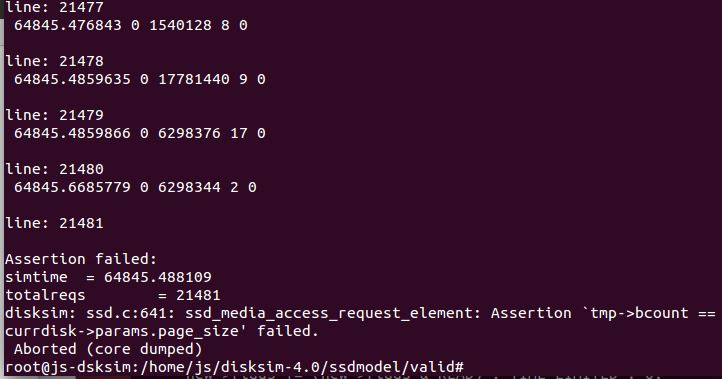 line: 21477
64845.476843 0 1540128 8 0
line: 21478
64845.4859635 0 17781440 9 0
line: 21479
64845.4859866 0 6298376 17 0
line: 21480
64845.6685779 0 6298344 2 0
line: 21481
Assertion failed:
simtime  = 64845.488109
totalreqs        = 21481
disksim: ssd.c:641: ssd_media_access_request_element: Assertion `tmp->bcount ==
currdisk->params.page_size' failed.
Aborted (core dumped)
root@js-dsksim:/home/js/disksim-4.0/ssdmodel/valid#